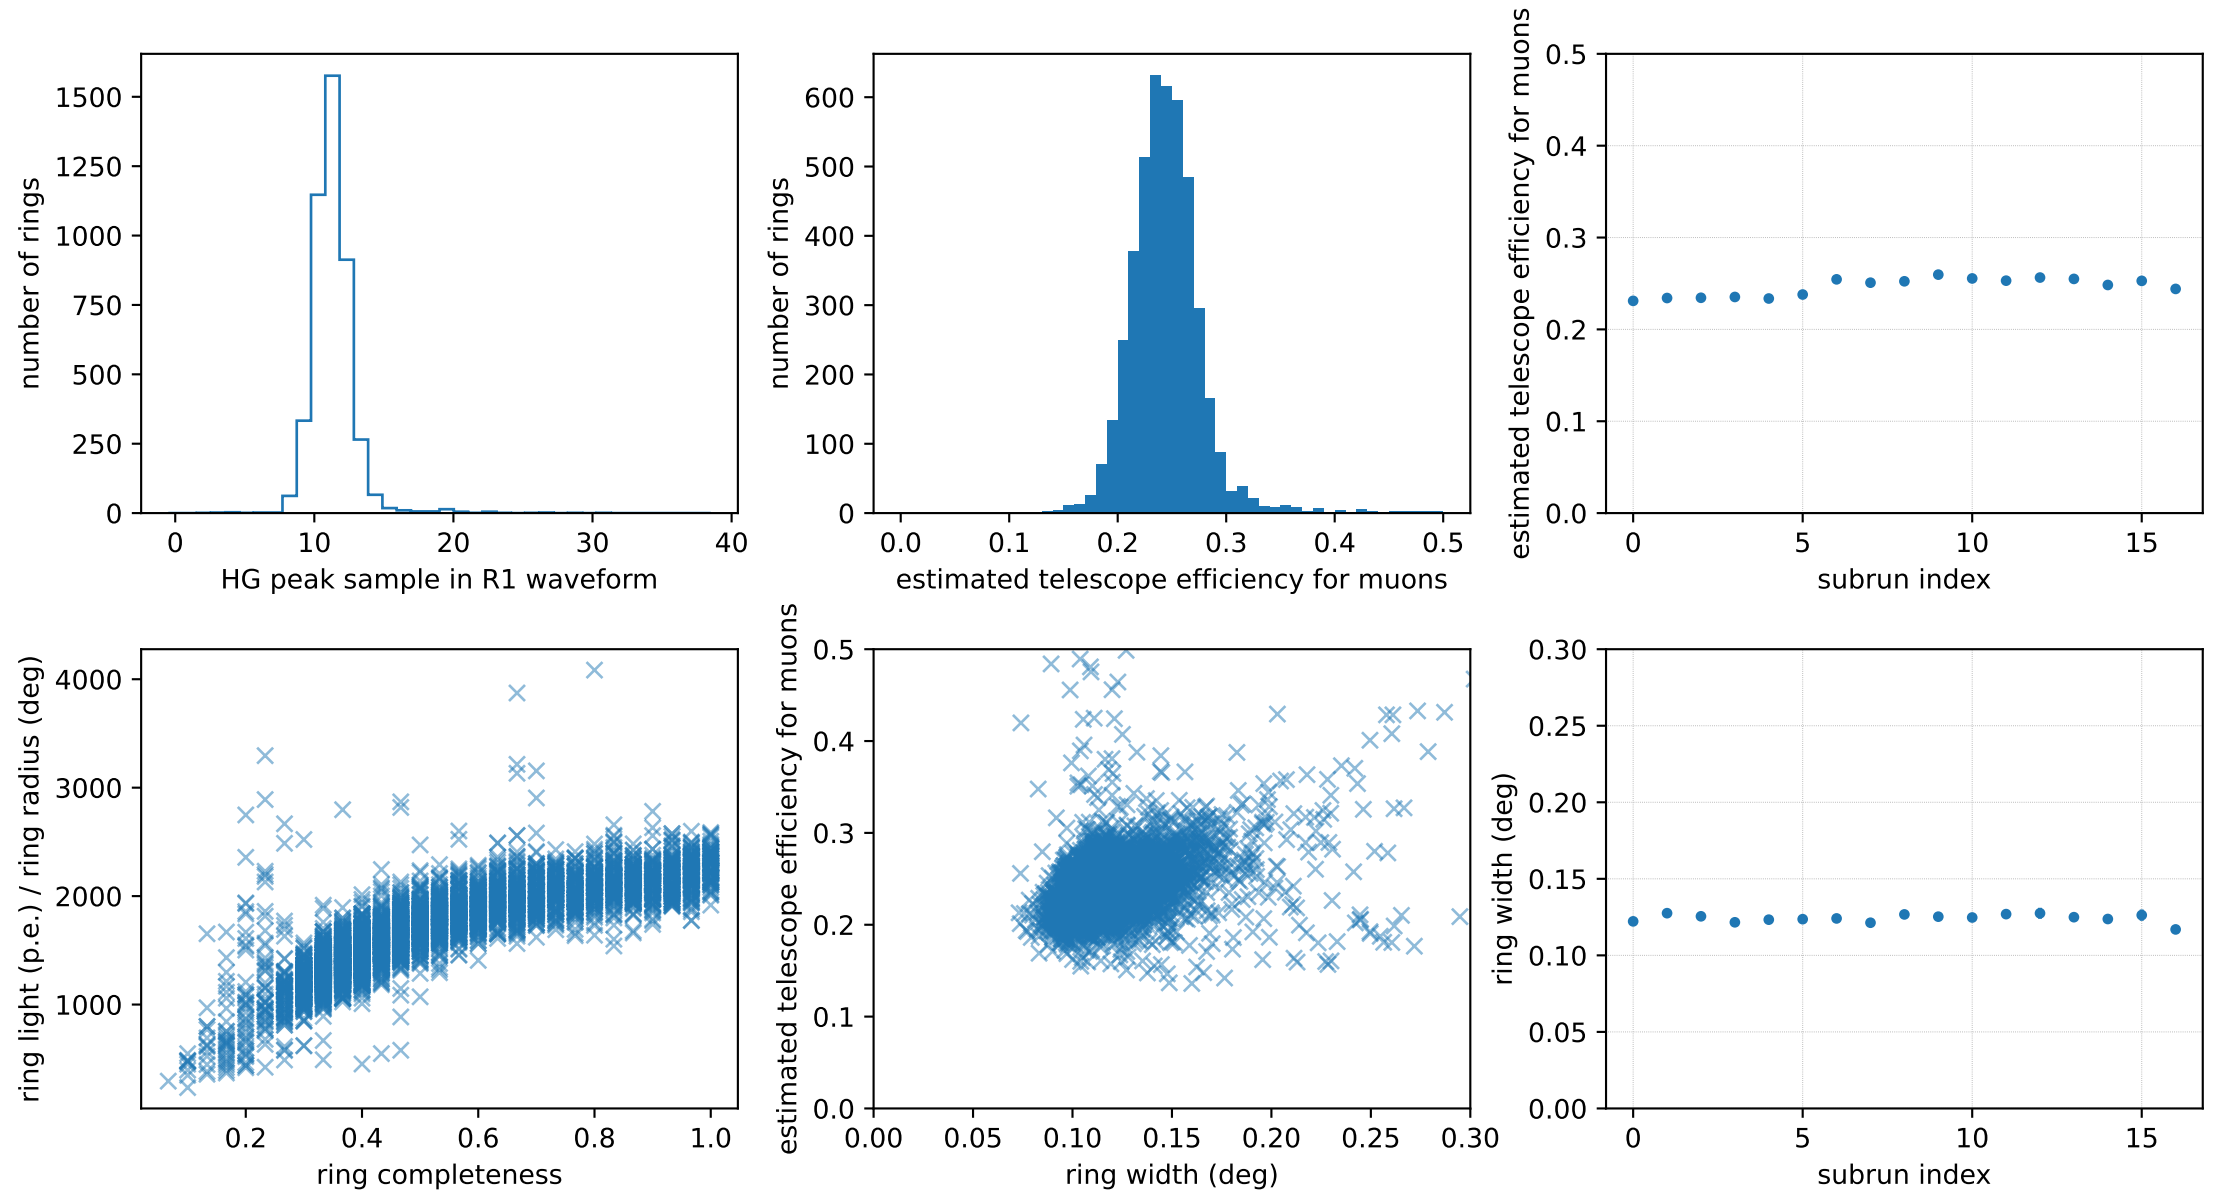 number of rings
1500
1250
1000
750
500
250
0
0 10 20 30 40
HG peak sample in R1 waveform
number of rings
600
500
400
300
200
100
0
0.0 0.1 0.2 0.3 0.4 0.5
estimated telescope efficiency for muons
estimated telescope efficiency for muons
0.5
0.4
0.3
0.2
0.1
0.0
0 5 10 15
subrun index
ring light (p.e.) / ring radius (deg)
4000
3000
2000
1000
0.2 0.4 0.6 0.8 1.0
ring completeness
estimated telescope efficiency for muons
0.5
0.4
0.3
0.2
0.1
0.0
0.00 0.05 0.10 0.15 0.20 0.25 0.30
ring width (deg)
ring width (deg)
0.30
0.25
0.20
0.15
0.10
0.05
0.00
0 5 10 15
subrun index